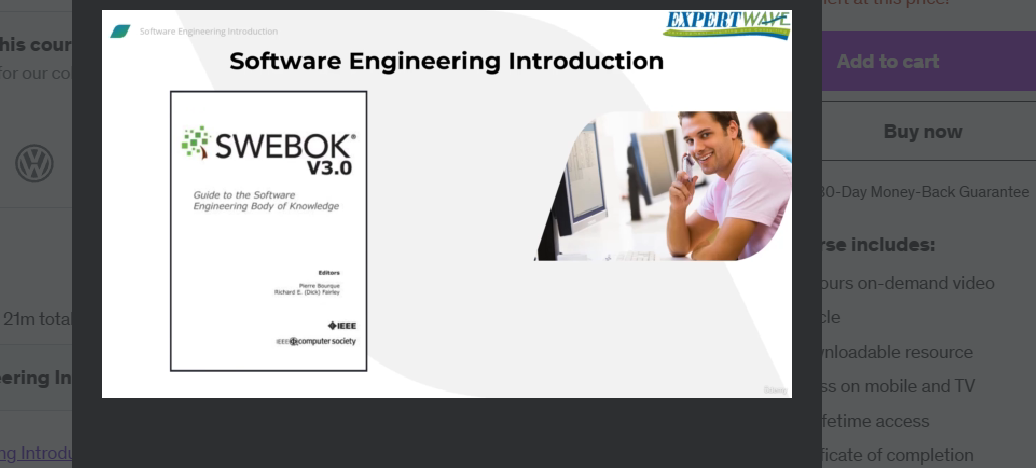 Software Engineering Introduction
EXPERTWAVE
Software Engineering Introduction
SWEBOK®
V3.0
Guide to the Software
Engineering Body of Knowledge
Editors
Pierre Bourque
Richard E. (Dick) Fairley
IEEE
IEEE computer society
Udemy
his cour
for our co
21m total
eering In
ng Introdu
left at this price!
Add to cart
Buy now
30-Day Money-Back Guarantee
rse includes:
ours on-demand video
cle
wnloadable resource
ss on mobile and TV
fetime access
ficate of completion